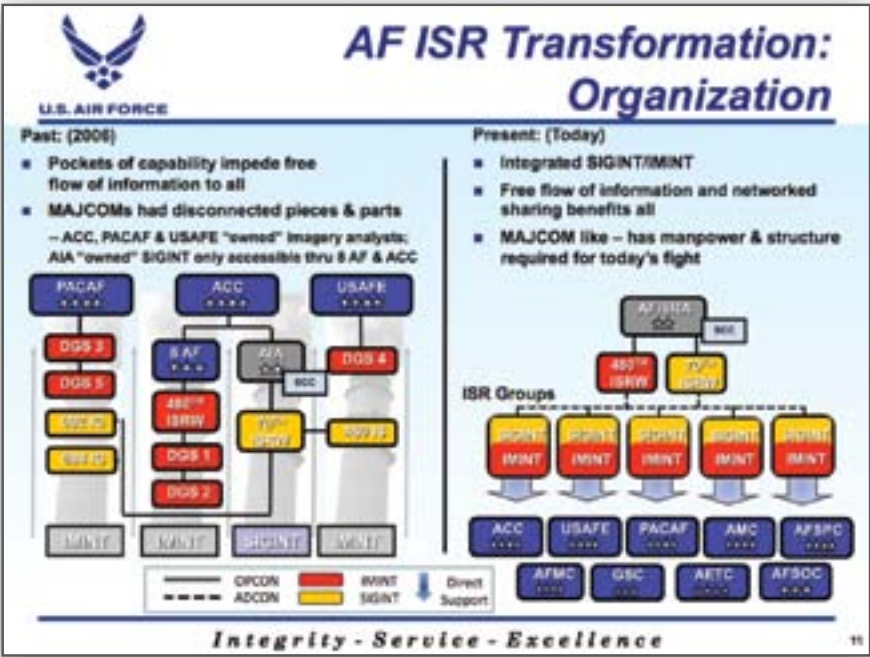 AF ISR Transformation:
Organization
U.S. AIR FORCE
Past: (2006)
▪ Pockets of capability impede free
flow of information to all
▪ MAJCOMs had disconnected pieces & parts
– ACC, PACAF & USAFE "owned" imagery analysts;
AIA "owned" SIGINT only accessible thru 8 AF & ACC
PACAF
ACC
USAFE
DGS 3
DGS 5
8 AF
AIA
DGS 4
480TH
ISRW
70TH
ISRW
DGS 1
DGS 2
IMINT
IMINT
SIGINT
IMINT
Present: (Today)
▪ Integrated SIGINT/IMINT
▪ Free flow of information and networked
sharing benefits all
▪ MAJCOM like – has manpower & structure
required for today's fight
480TH
ISRW
70TH
ISRW
ISR Groups
SIGINT
IMINT
SIGINT
IMINT
SIGINT
IMINT
SIGINT
IMINT
SIGINT
IMINT
ACC
USAFE
PACAF
AMC
AFSPC
AFMC
GSC
AETC
AFSOC
OPCON
ADCON
IMINT
SIGINT
Direct
Support
Integrity - Service - Excellence
11